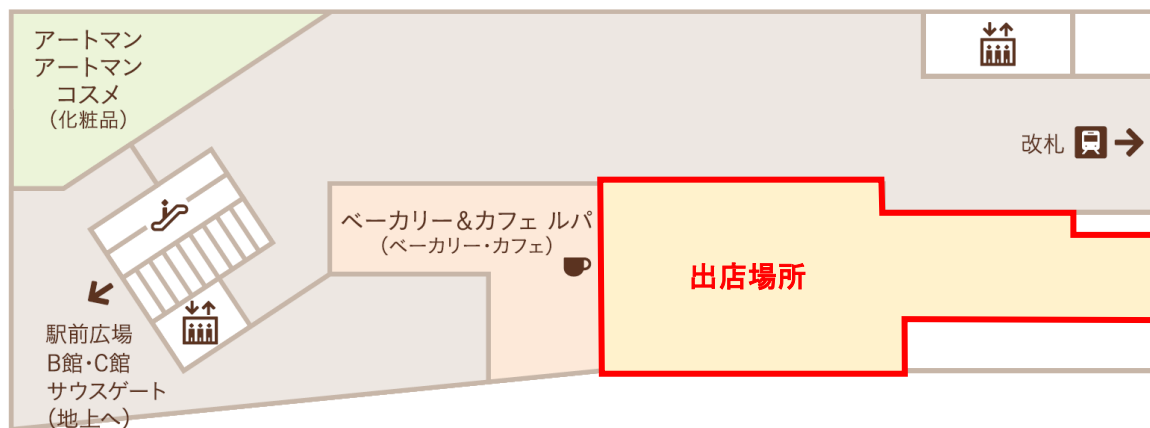 アートマン
アートマン
コスメ
（化粧品）
改札
ベーカリー&カフェ ルパ
（ベーカリー・カフェ）
出店場所
駅前広場
B館・C館
サウスゲート
（地上へ）